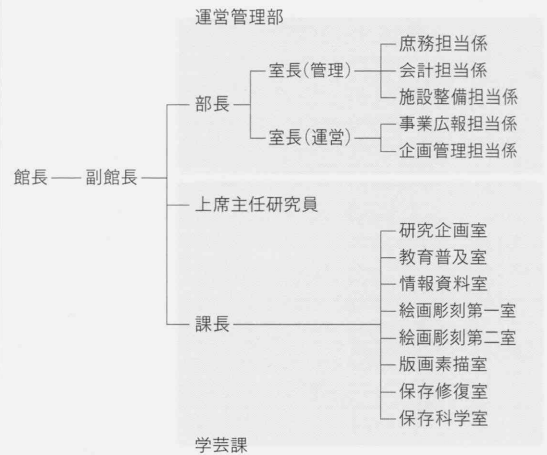 運営管理部
館長
副館長
部長
室長(管理)
庶務担当係
会計担当係
施設整備担当係
室長(運営)
事業広報担当係
企画管理担当係
上席主任研究員
課長
研究企画室
教育普及室
情報資料室
絵画彫刻第一室
絵画彫刻第二室
版画素描室
保存修復室
保存科学室
学芸課